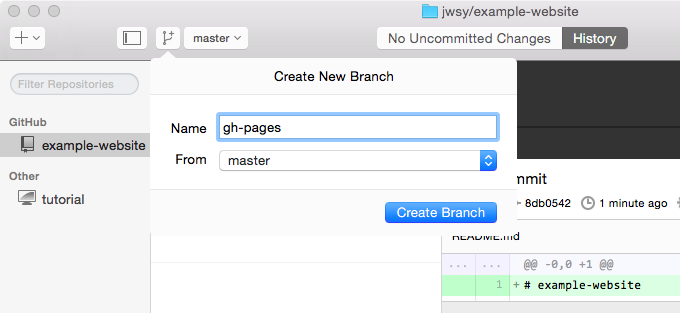 jwsy/example-website
master
No Uncommitted Changes
History
Filter Repositories
Create New Branch
GitHub
example-website
Other
tutorial
Name
gh-pages
From
master
Create Branch
mmit
8db0542
1 minute ago
README.md
... ... @@ -0,0 +1 @@
1 + # example-website